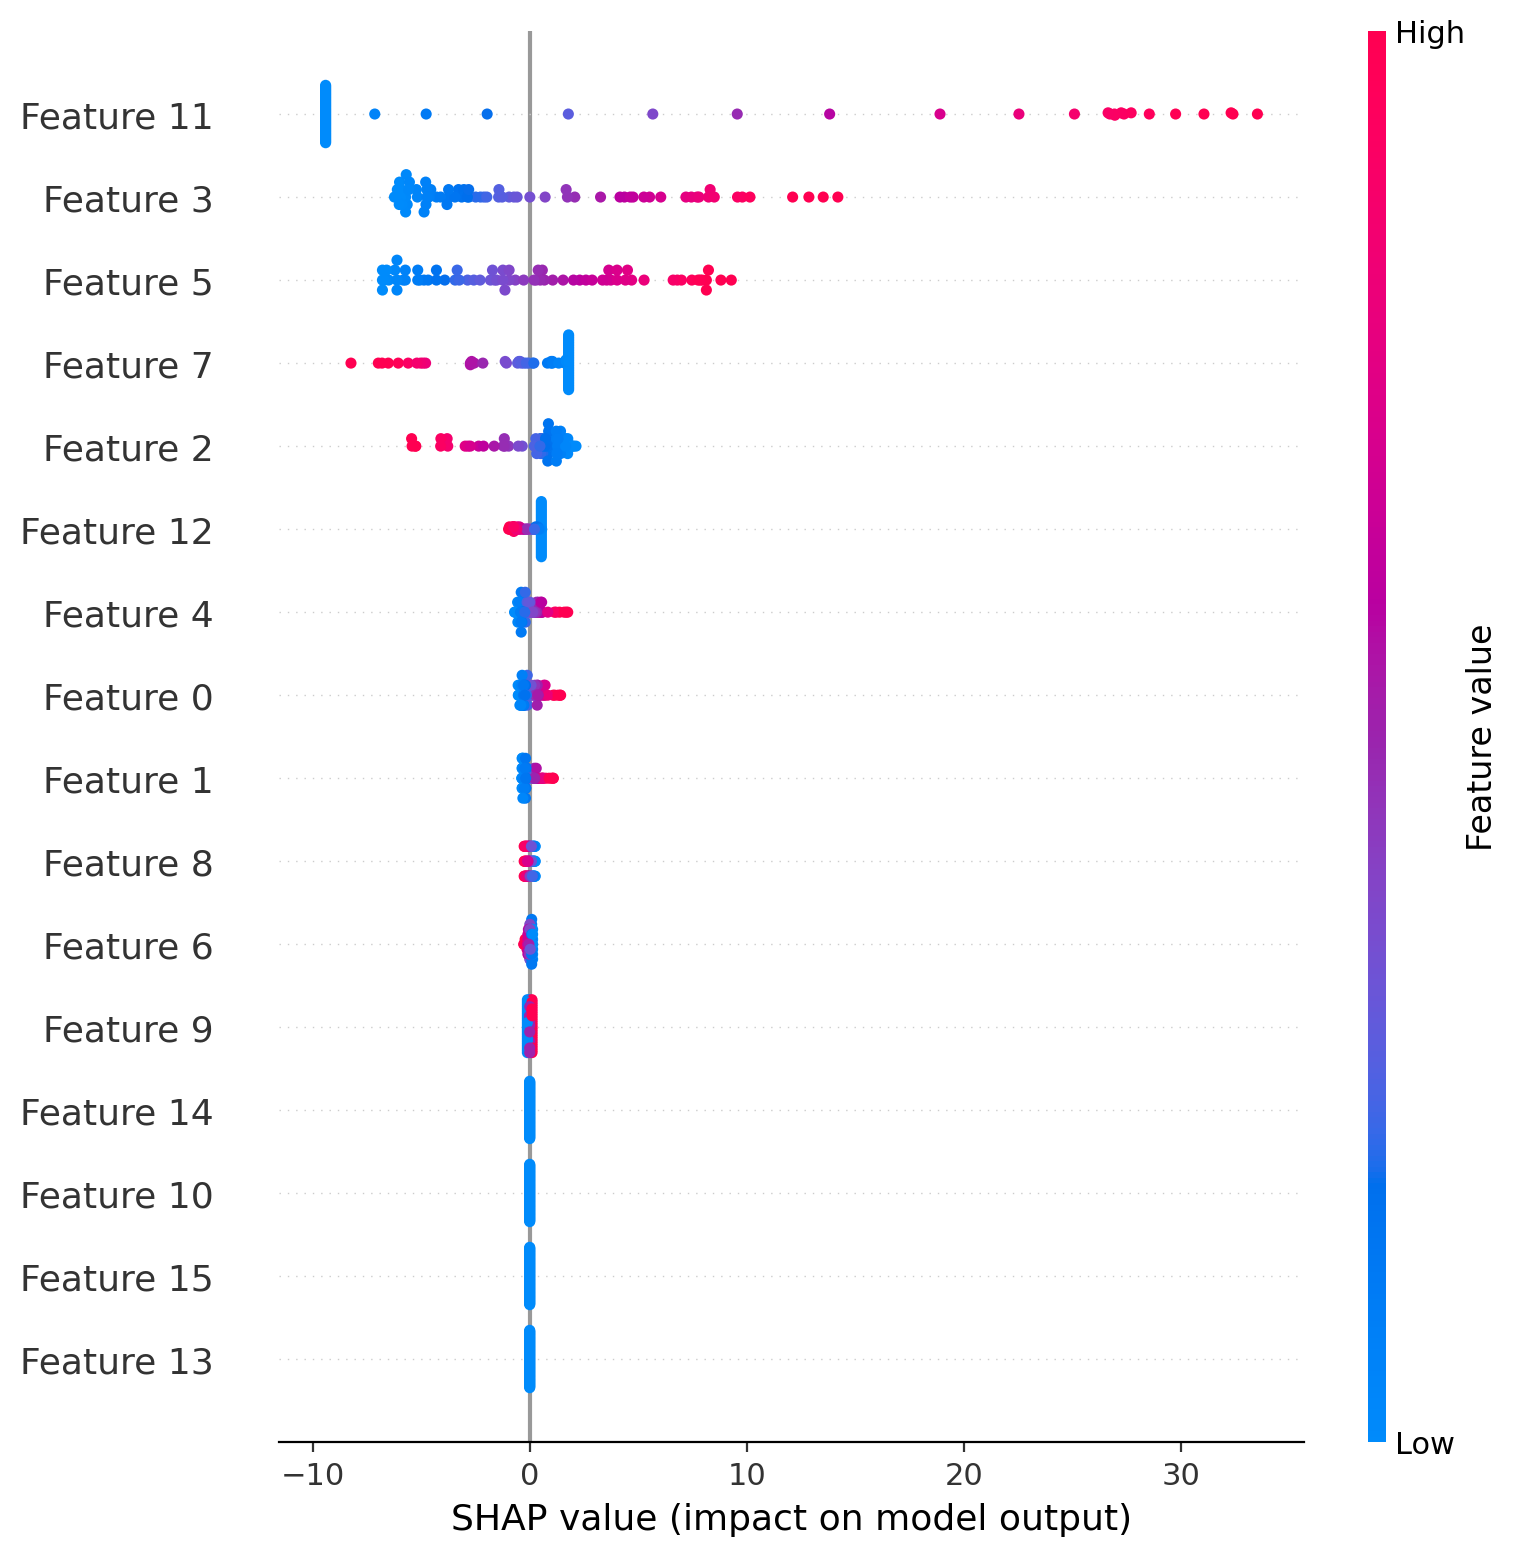 High
Feature 11
Feature 3
Feature 5
Feature 7
Feature 2
Feature 12
Feature 4
Feature 0
Feature 1
Feature 8
Feature 6
Feature 9
Feature 14
Feature 10
Feature 15
Feature 13
Feature value
Low
−10 0 10 20 30
SHAP value (impact on model output)